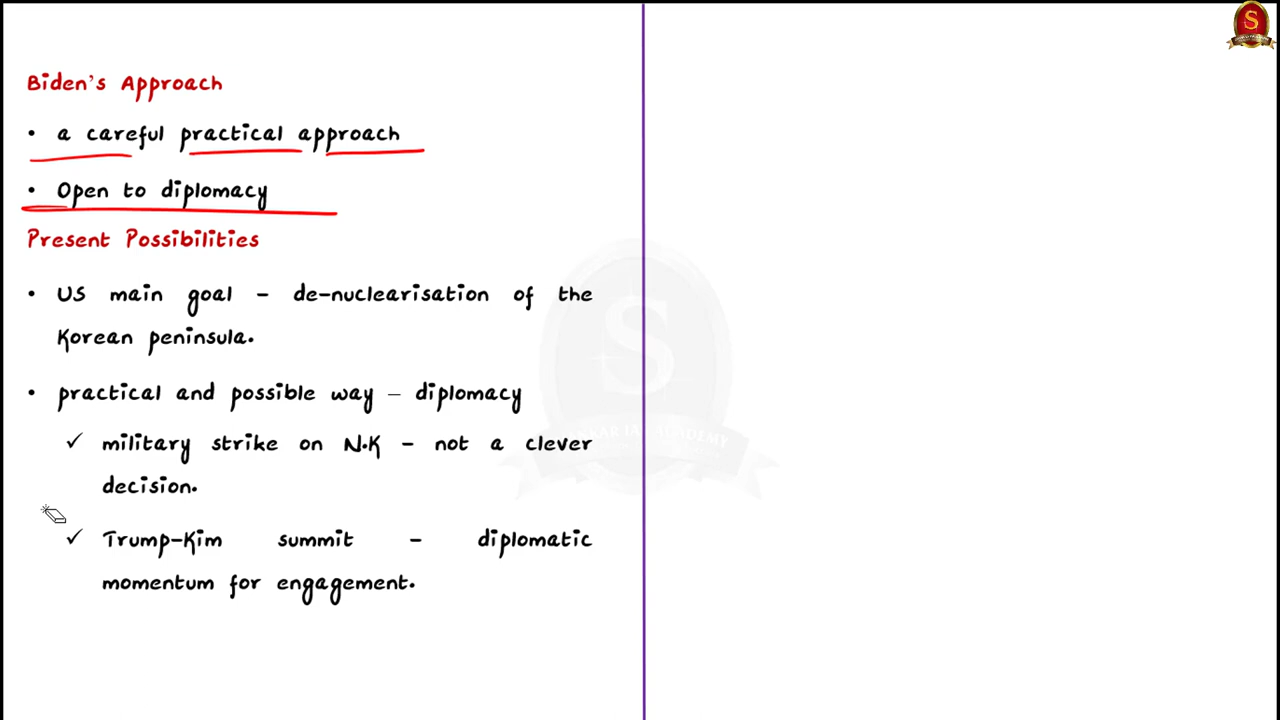 Biden's Approach
• a careful practical approach
• Open to diplomacy
Present Possibilities
• US main goal – de-nuclearisation of the
Korean peninsula.
• practical and possible way – diplomacy
✓ military strike on N.K – not a clever
decision.
✓ Trump-Kim summit – diplomatic
momentum for engagement.
S
S